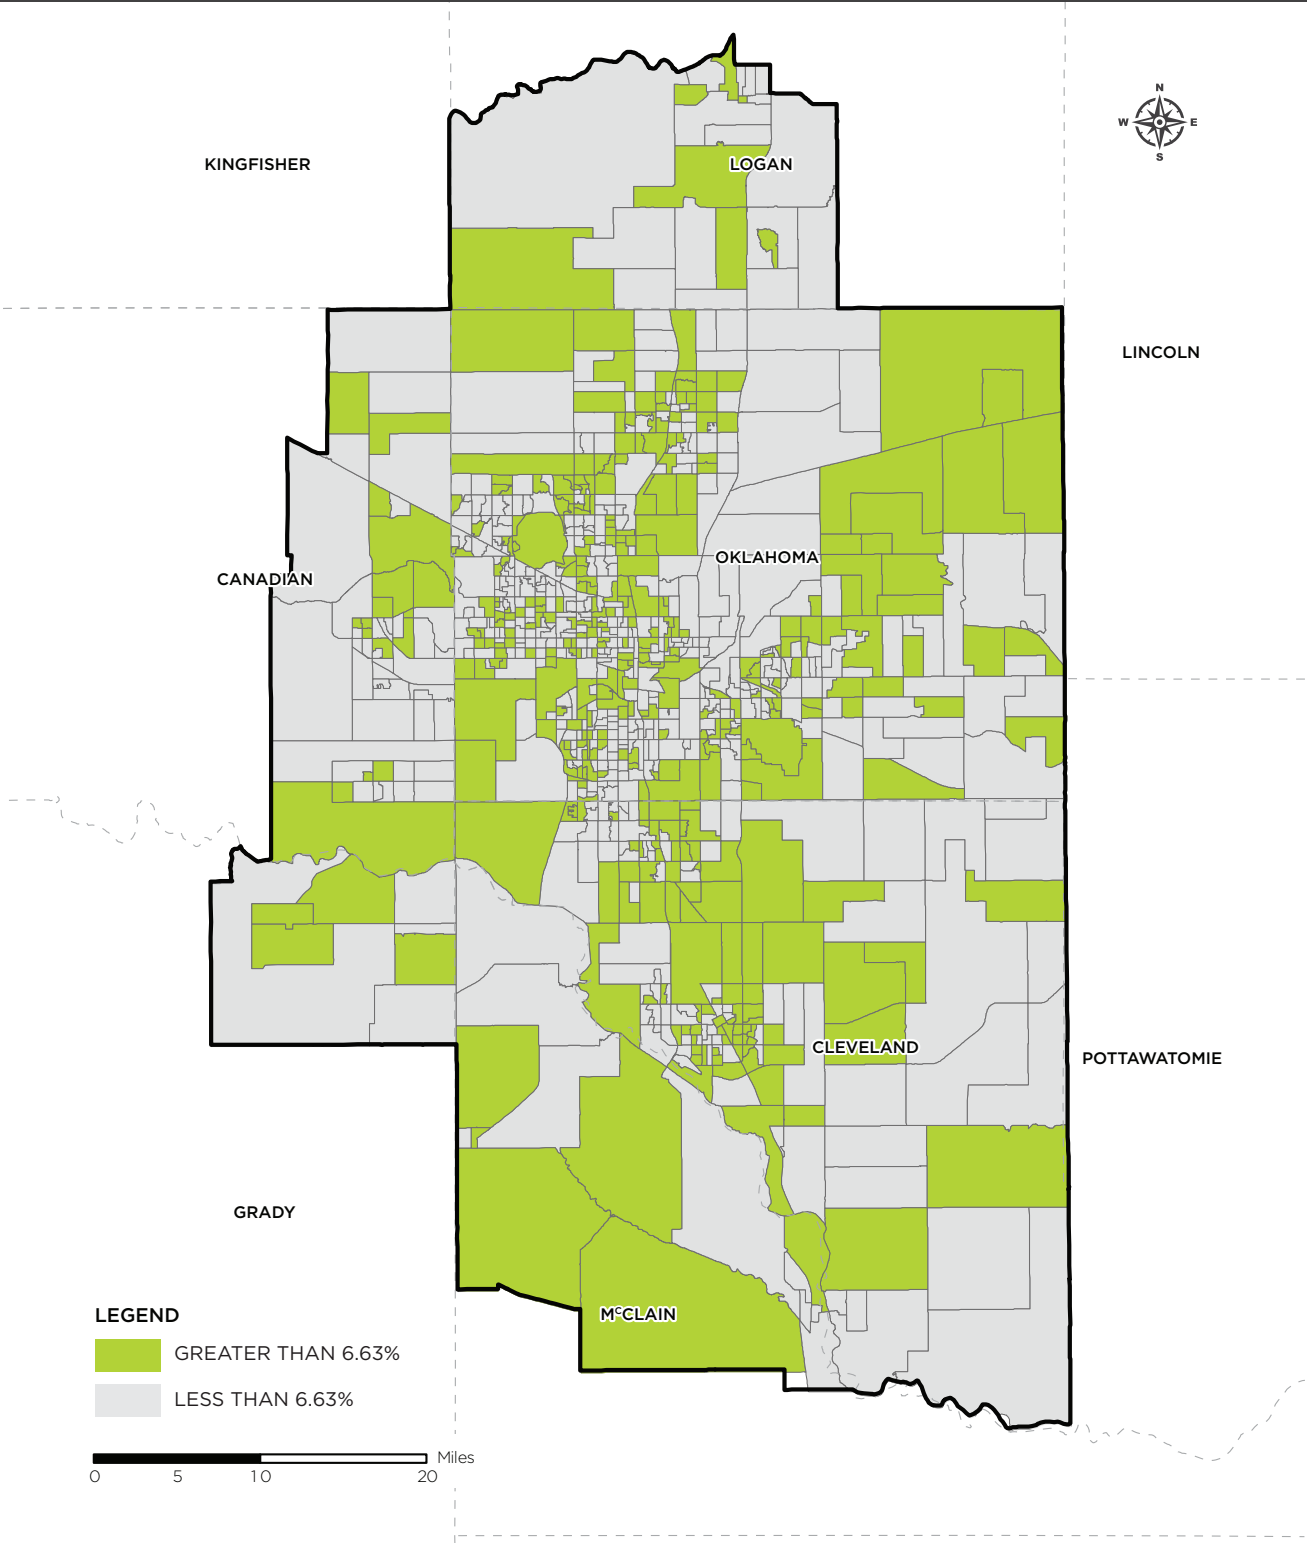 N
W E
S
KINGFISHER
LOGAN
LINCOLN
OKLAHOMA
CANADIAN
CLEVELAND
POTTAWATOMIE
GRADY
MCCLAIN
LEGEND
GREATER THAN 6.63%
LESS THAN 6.63%
Miles
0 5 10 20